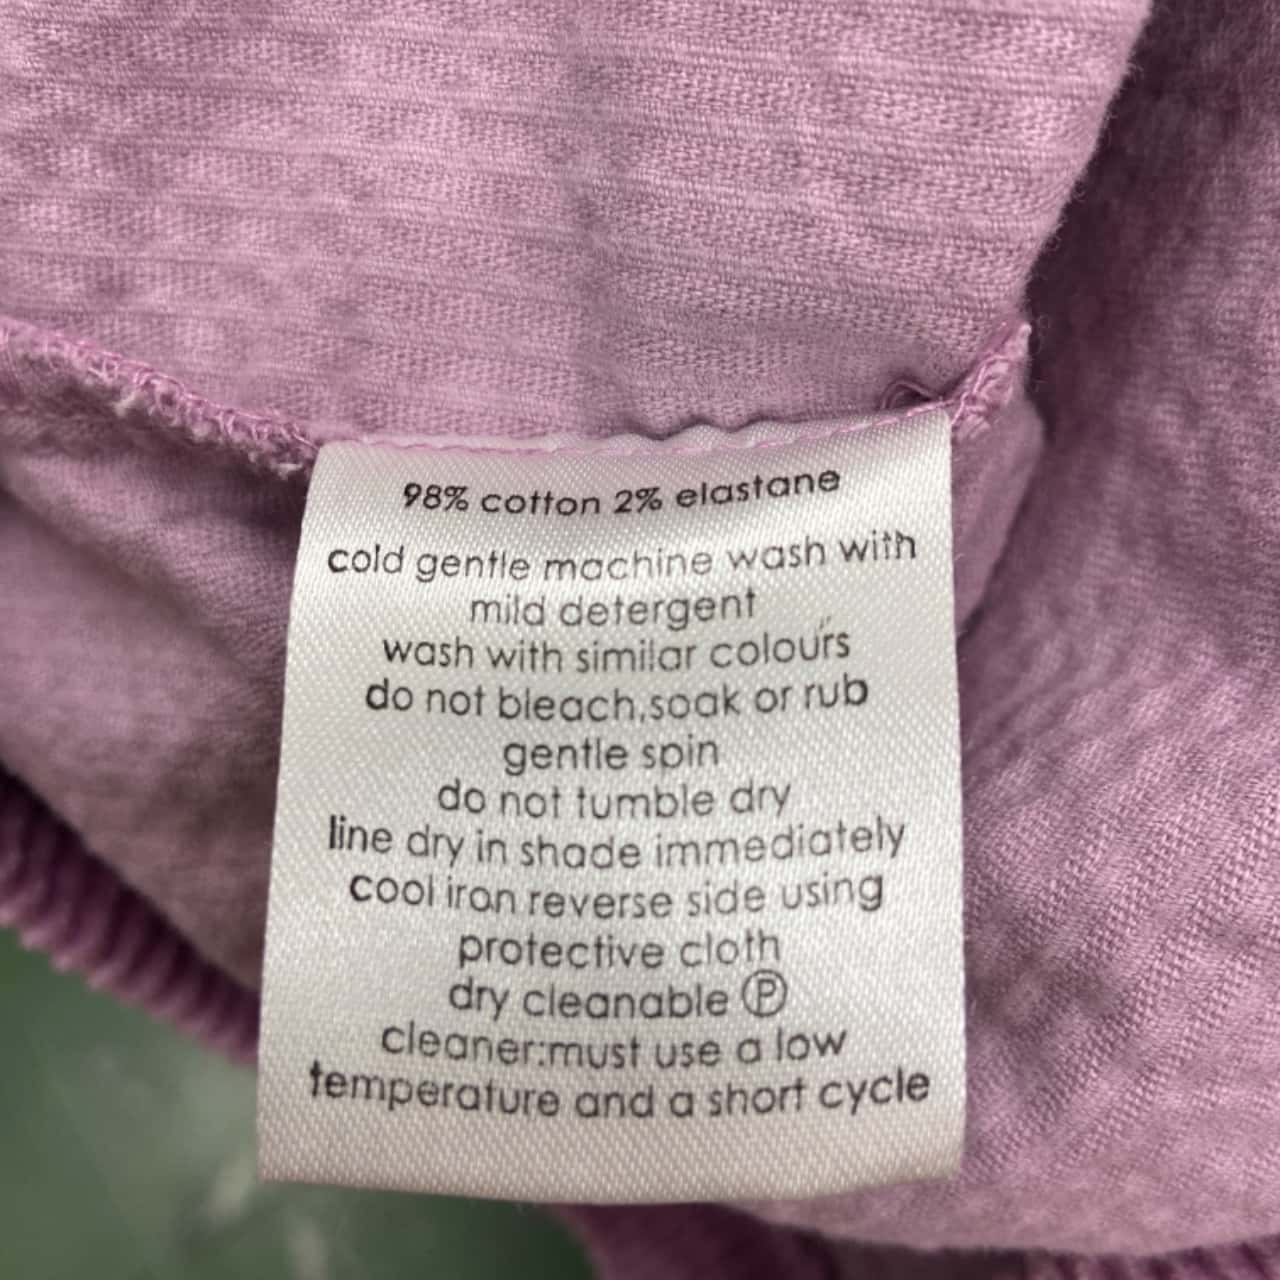 98% cotton 2% elastane
cold gentle machine wash with
mild detergent
wash with similar colours
do not bleach,soak or rub
gentle spin
do not tumble dry
line dry in shade immediately
cool iron reverse side using
protective cloth
dry cleanable Ⓟ
cleaner:must use a low
temperature and a short cycle